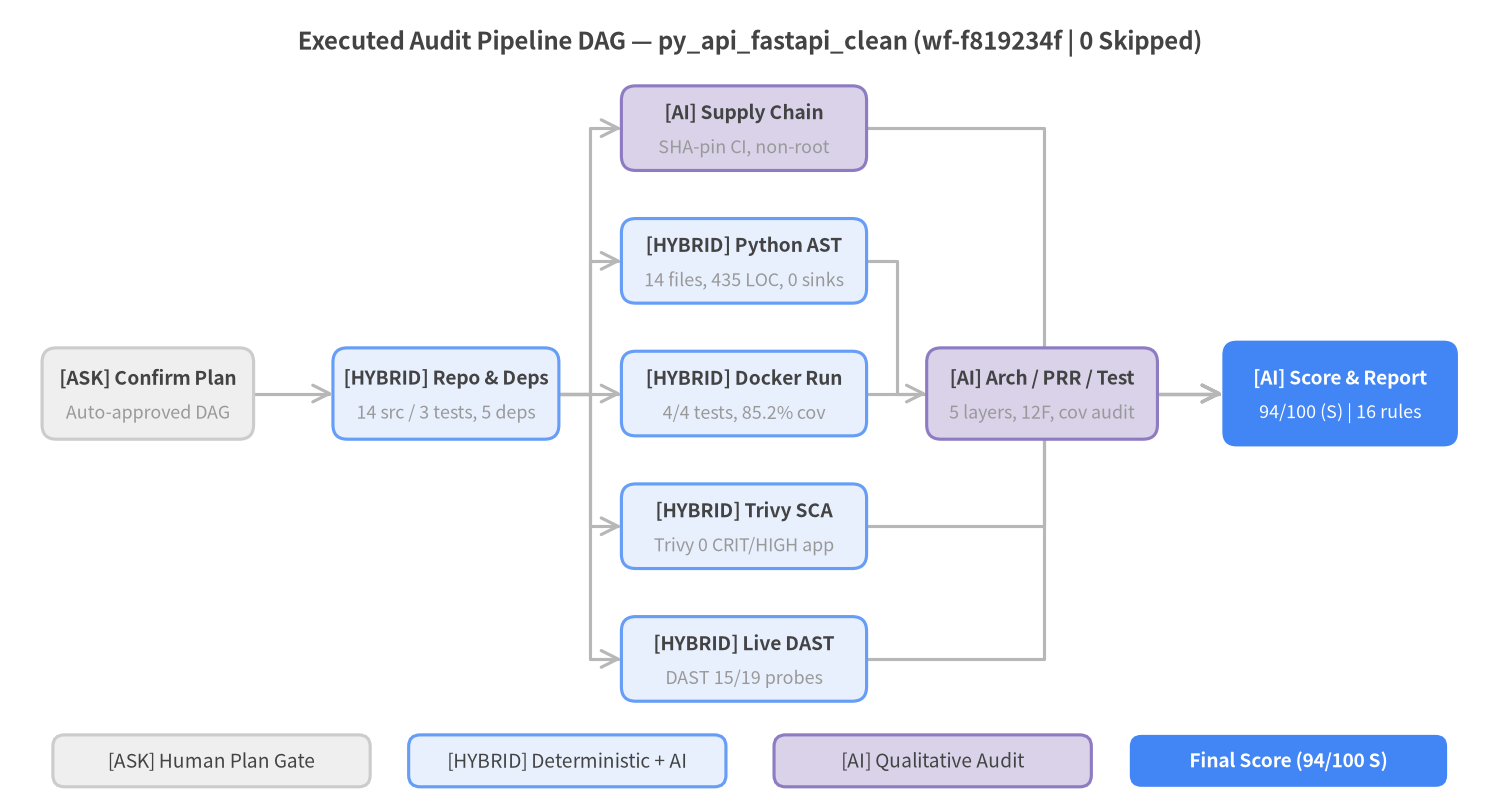 Executed Audit Pipeline DAG — py_api_fastapi_clean (wf-f819234f | 0 Skipped)
[AI] Supply Chain
SHA-pin CI, non-root
[HYBRID] Python AST
14 files, 435 LOC, 0 sinks
[ASK] Confirm Plan
Auto-approved DAG
[HYBRID] Repo & Deps
14 src / 3 tests, 5 deps
[HYBRID] Docker Run
4/4 tests, 85.2% cov
[AI] Arch / PRR / Test
5 layers, 12F, cov audit
[AI] Score & Report
94/100 (S) | 16 rules
[HYBRID] Trivy SCA
Trivy 0 CRIT/HIGH app
[HYBRID] Live DAST
DAST 15/19 probes
[ASK] Human Plan Gate
[HYBRID] Deterministic + AI
[AI] Qualitative Audit
Final Score (94/100 S)